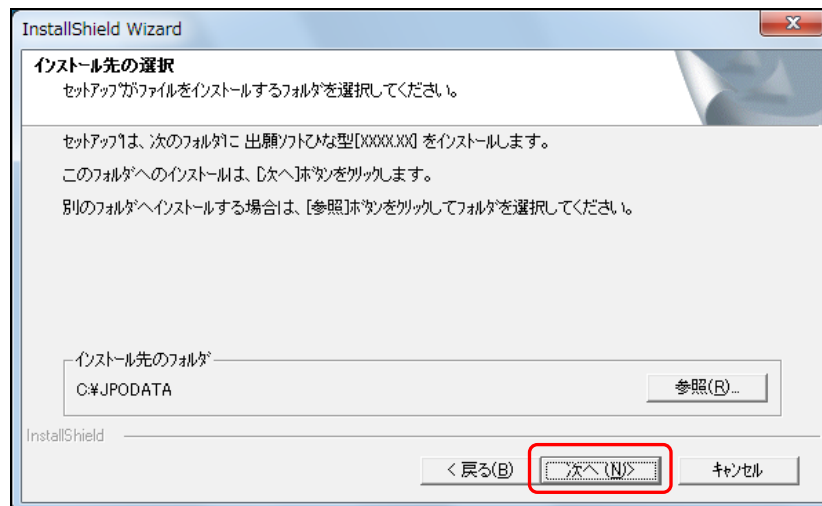 InstallShield Wizard
インストール先の選択
セットアップがファイルをインストールするフォルダを選択してください。
セットアップは、次のフォルダに 出願ソフトひな型[XXXX.XX] をインストールします。
このフォルダへのインストールは、[次へ]ボタンをクリックします。
別のフォルダへインストールする場合は、[参照]ボタンをクリックしてフォルダを選択してください。
インストール先のフォルダ
C:¥JPODATA
参照(R)...
InstallShield
< 戻る(B)
次へ(N)>
キャンセル